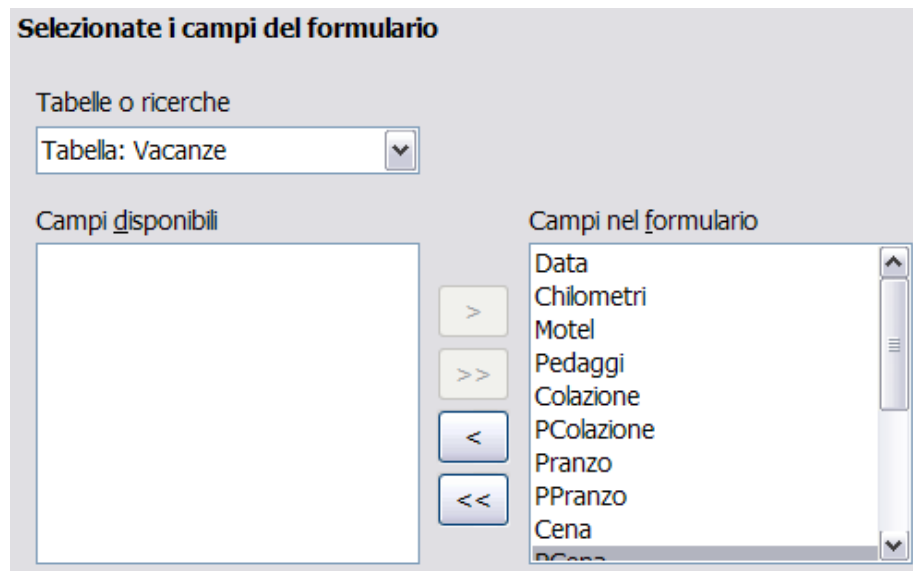 Selezionate i campi del formulario
Tabelle o ricerche
Tabella: Vacanze
Campi disponibili
Campi nel formulario
Data
Chilometri
Motel
Pedaggi
Colazione
PColazione
Pranzo
PPranzo
Cena
PCena
>
>>
<
<<